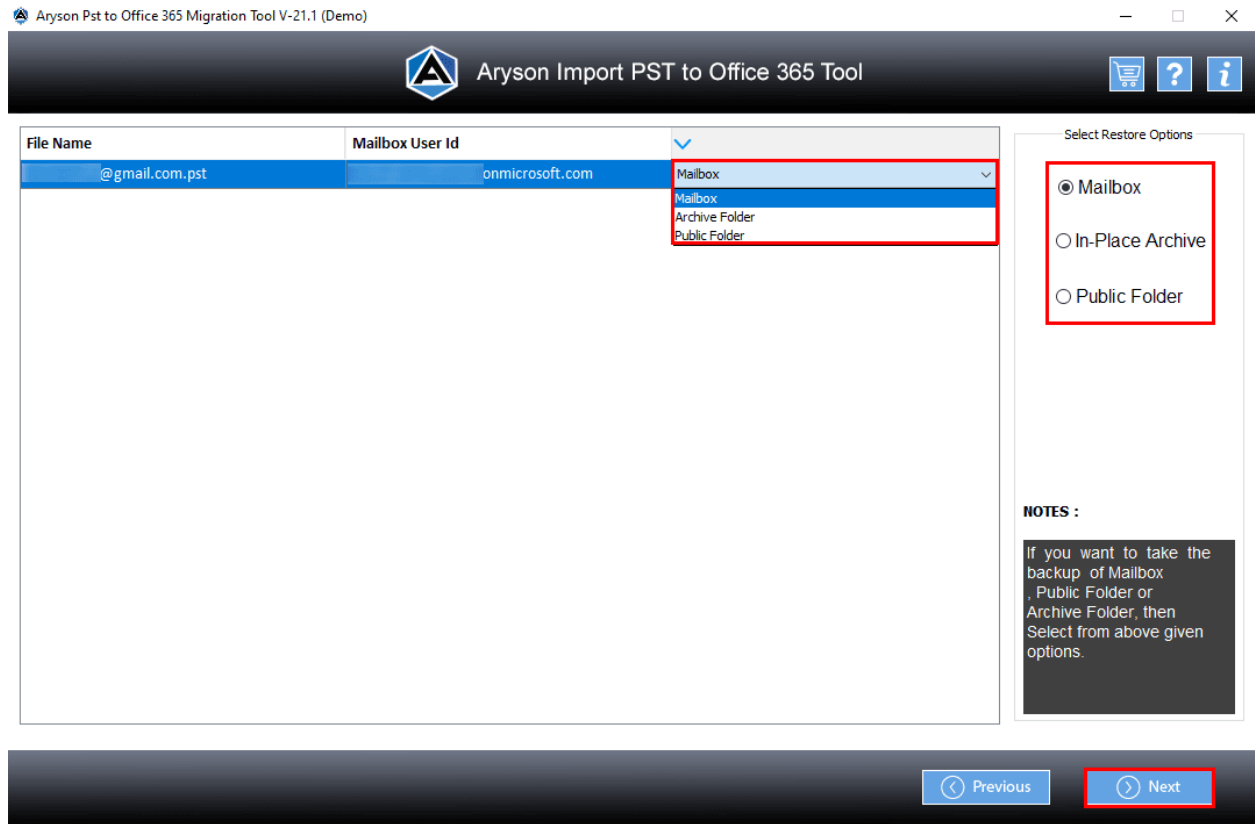 Aryson Pst to Office 365 Migration Tool V-21.1 (Demo)
Aryson Import PST to Office 365 Tool
File Name
Mailbox User Id
@gmail.com.pst
onmicrosoft.com
Mailbox
Mailbox
Archive Folder
Public Folder
Select Restore Options
Mailbox
In-Place Archive
Public Folder
NOTES :
If you want to take the
backup of Mailbox
, Public Folder or
Archive Folder, then
Select from above given
options.
Previous
Next